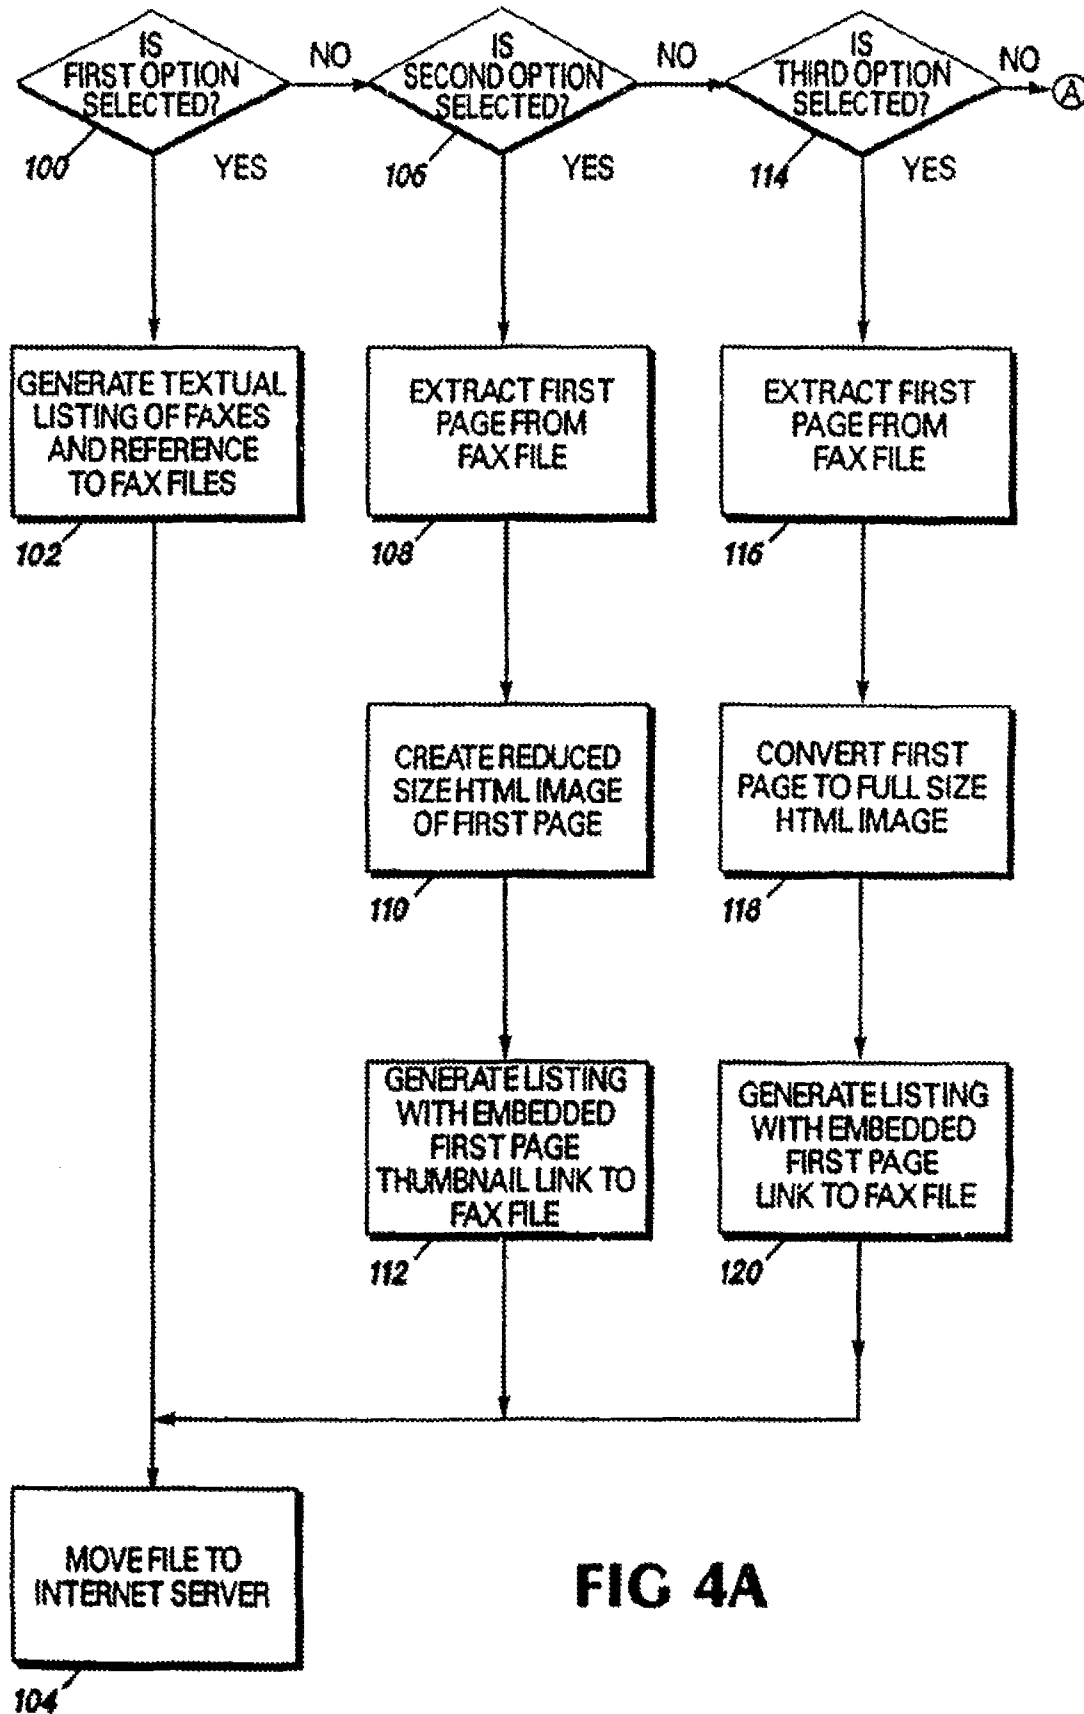 IS
FIRST OPTION
SELECTED?
NO
100
YES
IS
SECOND OPTION
SELECTED?
NO
106
YES
IS
THIRD OPTION
SELECTED?
NO
A
114
YES
GENERATE TEXTUAL
LISTING OF FAXES
AND REFERENCE
TO FAX FILES
102
EXTRACT FIRST
PAGE FROM
FAX FILE
108
EXTRACT FIRST
PAGE FROM
FAX FILE
116
CREATE REDUCED
SIZE HTML IMAGE
OF FIRST PAGE
110
CONVERT FIRST
PAGE TO FULL SIZE
HTML IMAGE
118
GENERATE LISTING
WITH EMBEDDED
FIRST PAGE
THUMBNAIL LINK TO
FAX FILE
112
GENERATE LISTING
WITH EMBEDDED
FIRST PAGE
LINK TO FAX FILE
120
MOVE FILE TO
INTERNET SERVER
104
FIG 4A